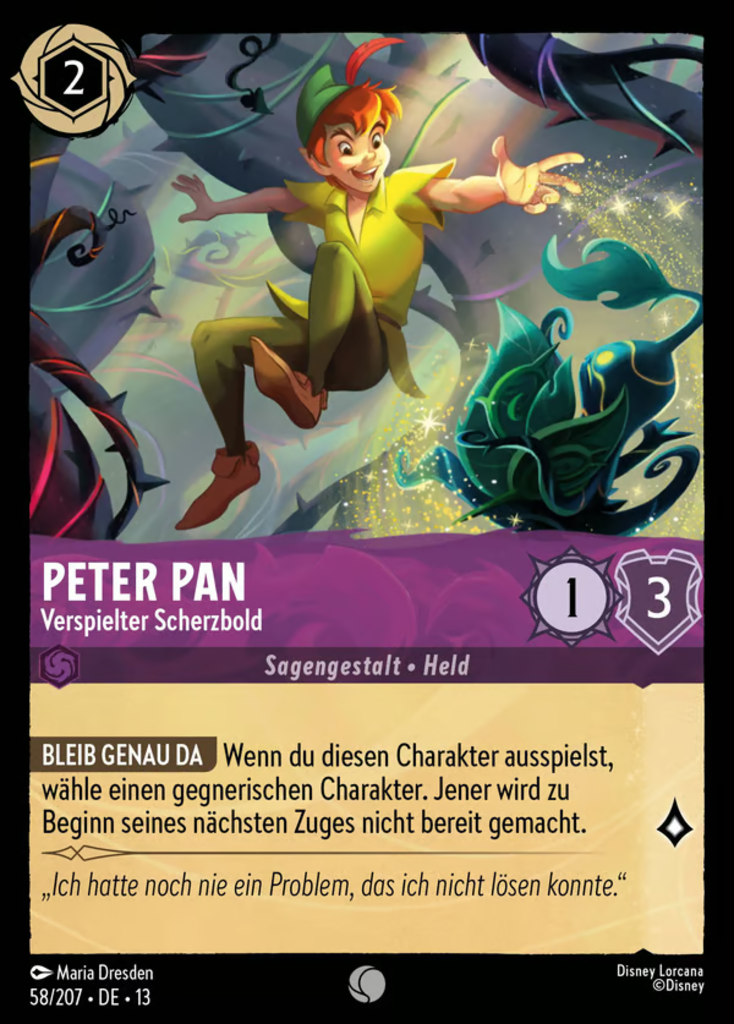 2
PETER PAN
Verspielter Scherzbold
1
3
Sagengestalt • Held
BLEIB GENAU DA Wenn du diesen Charakter ausspielst,
wähle einen gegnerischen Charakter. Jener wird zu
Beginn seines nächsten Zuges nicht bereit gemacht.
„Ich hatte noch nie ein Problem, das ich nicht lösen konnte.“
Maria Dresden
58/207 • DE • 13
Disney Lorcana
©Disney